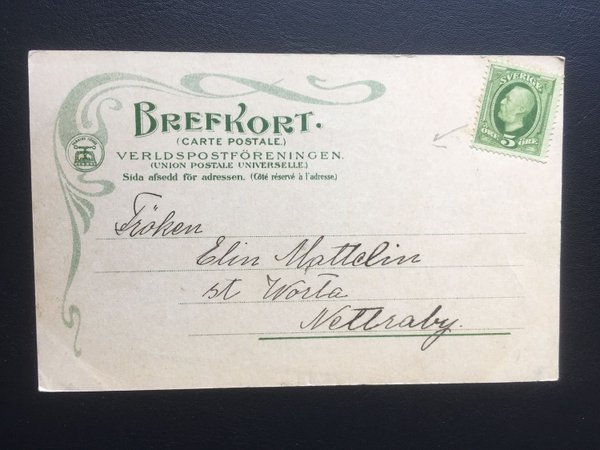 BREFKORT.
(CARTE POSTALE.)
VERLDSPOSTFÖRENINGEN.
(UNION POSTALE UNIVERSELLE.)
Sida afsedd för adressen. (Côté réservé à l'adresse.)
SVERIGE
ÖRE 5 ÖRE
Fröken
Elin Mattelin
st Worta
Nettraby.